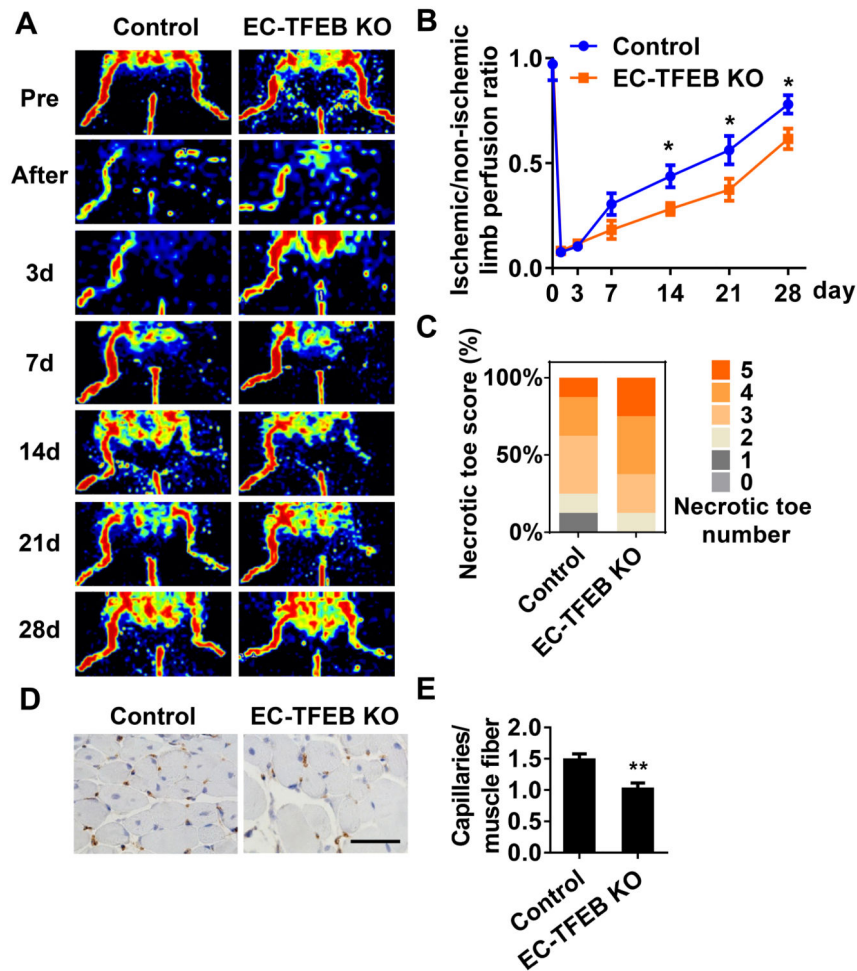 A
Control
EC-TFEB KO
Pre
After
3d
7d
14d
21d
28d
B
Ischemic/non-ischemic
limb perfusion ratio
1.0
0.5
0.0
Control
EC-TFEB KO
*
*
*
0 3 7 14 21 28 day
C
Necrotic toe score (%)
100%
50%
0%
Control
EC-TFEB KO
5
4
3
2
1
0
Necrotic toe
number
D
Control
EC-TFEB KO
E
Capillaries/
muscle fiber
2.0
1.5
1.0
0.5
0.0
**
Control
EC-TFEB KO